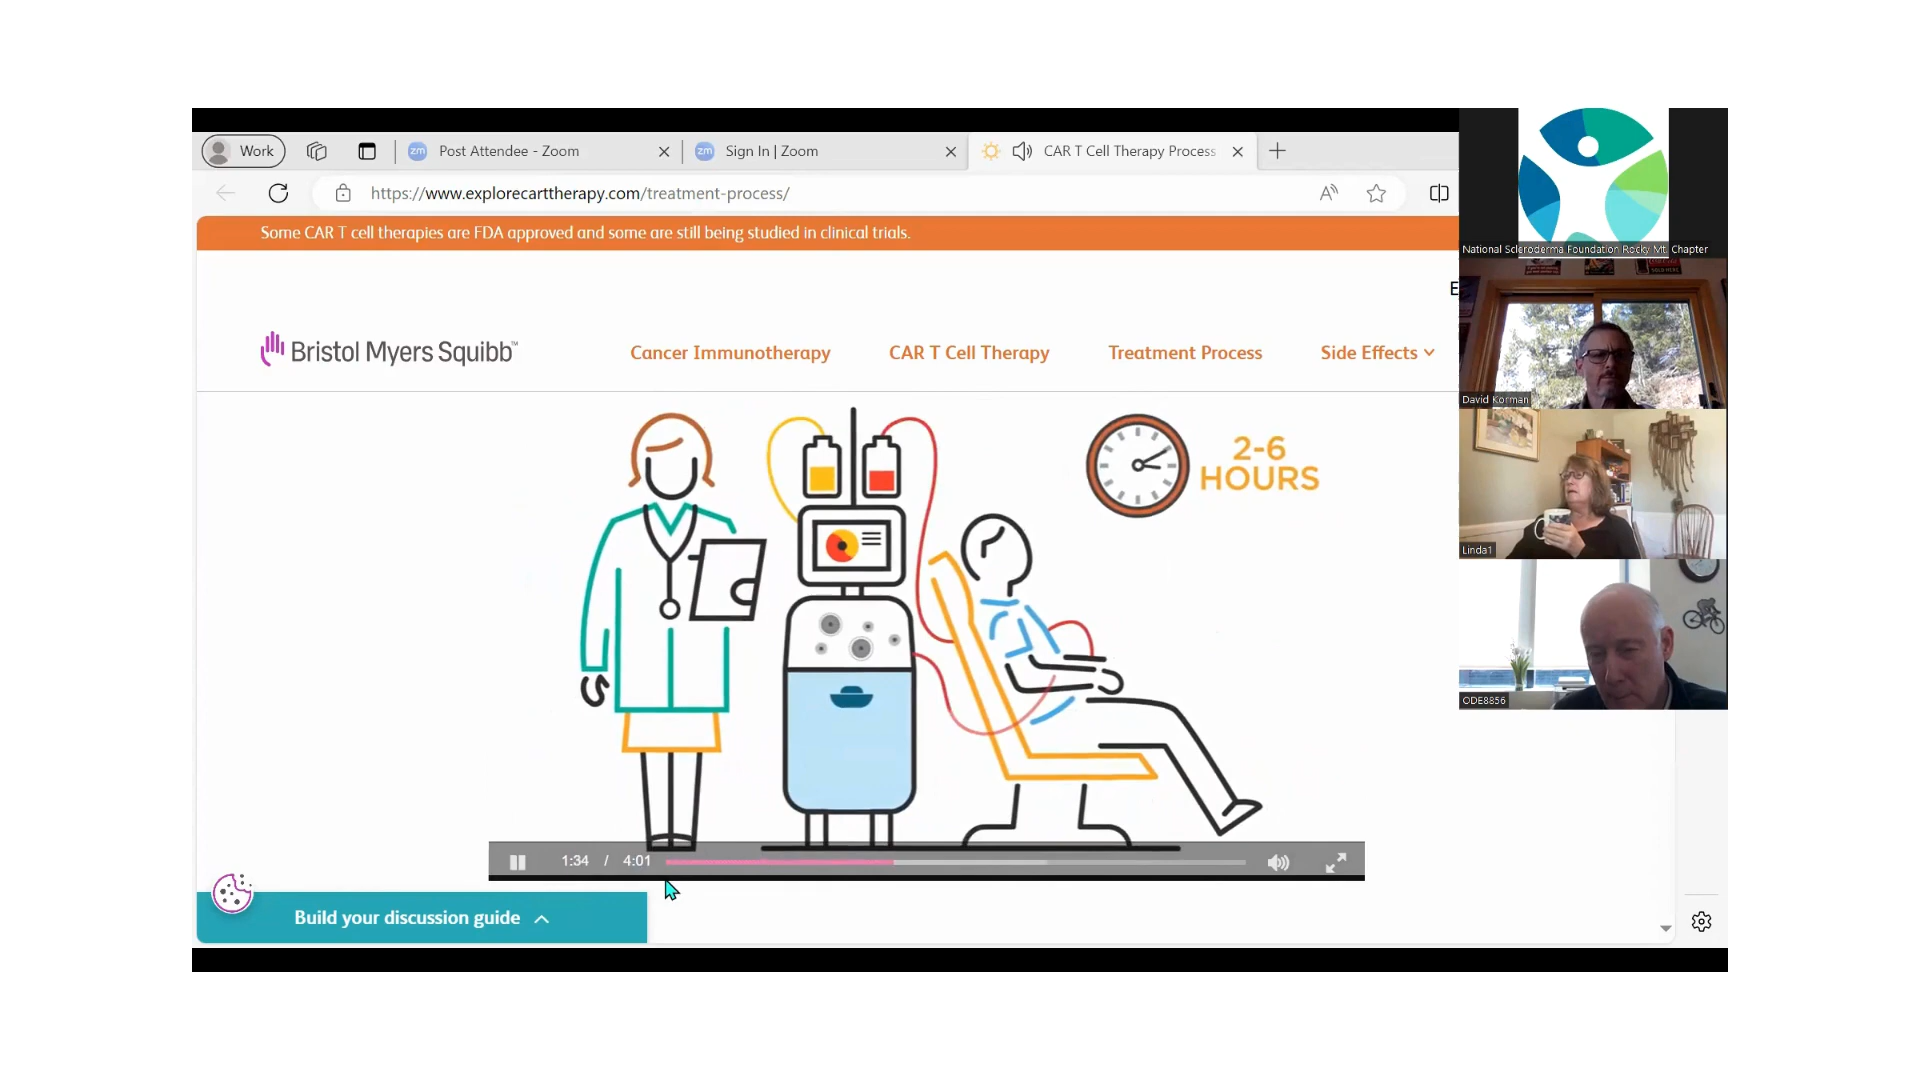 Work
zm
Post Attendee - Zoom
zm
Sign In | Zoom
CAR T Cell Therapy Process
https://www.explorecarttherapy.com/treatment-process/
Some CAR T cell therapies are FDA approved and some are still being studied in clinical trials.
National Scleroderma Foundation Rocky Mt. Chapter
E
Bristol Myers Squibb™
Cancer Immunotherapy
CAR T Cell Therapy
Treatment Process
Side Effects
David Korman
2-6
HOURS
Linda1
ODE8856
1:34 / 4:01
Build your discussion guide